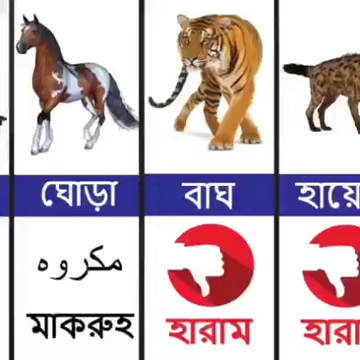 ঘোড়া
বাঘ
مكروه
মাকরুহ
হারাম